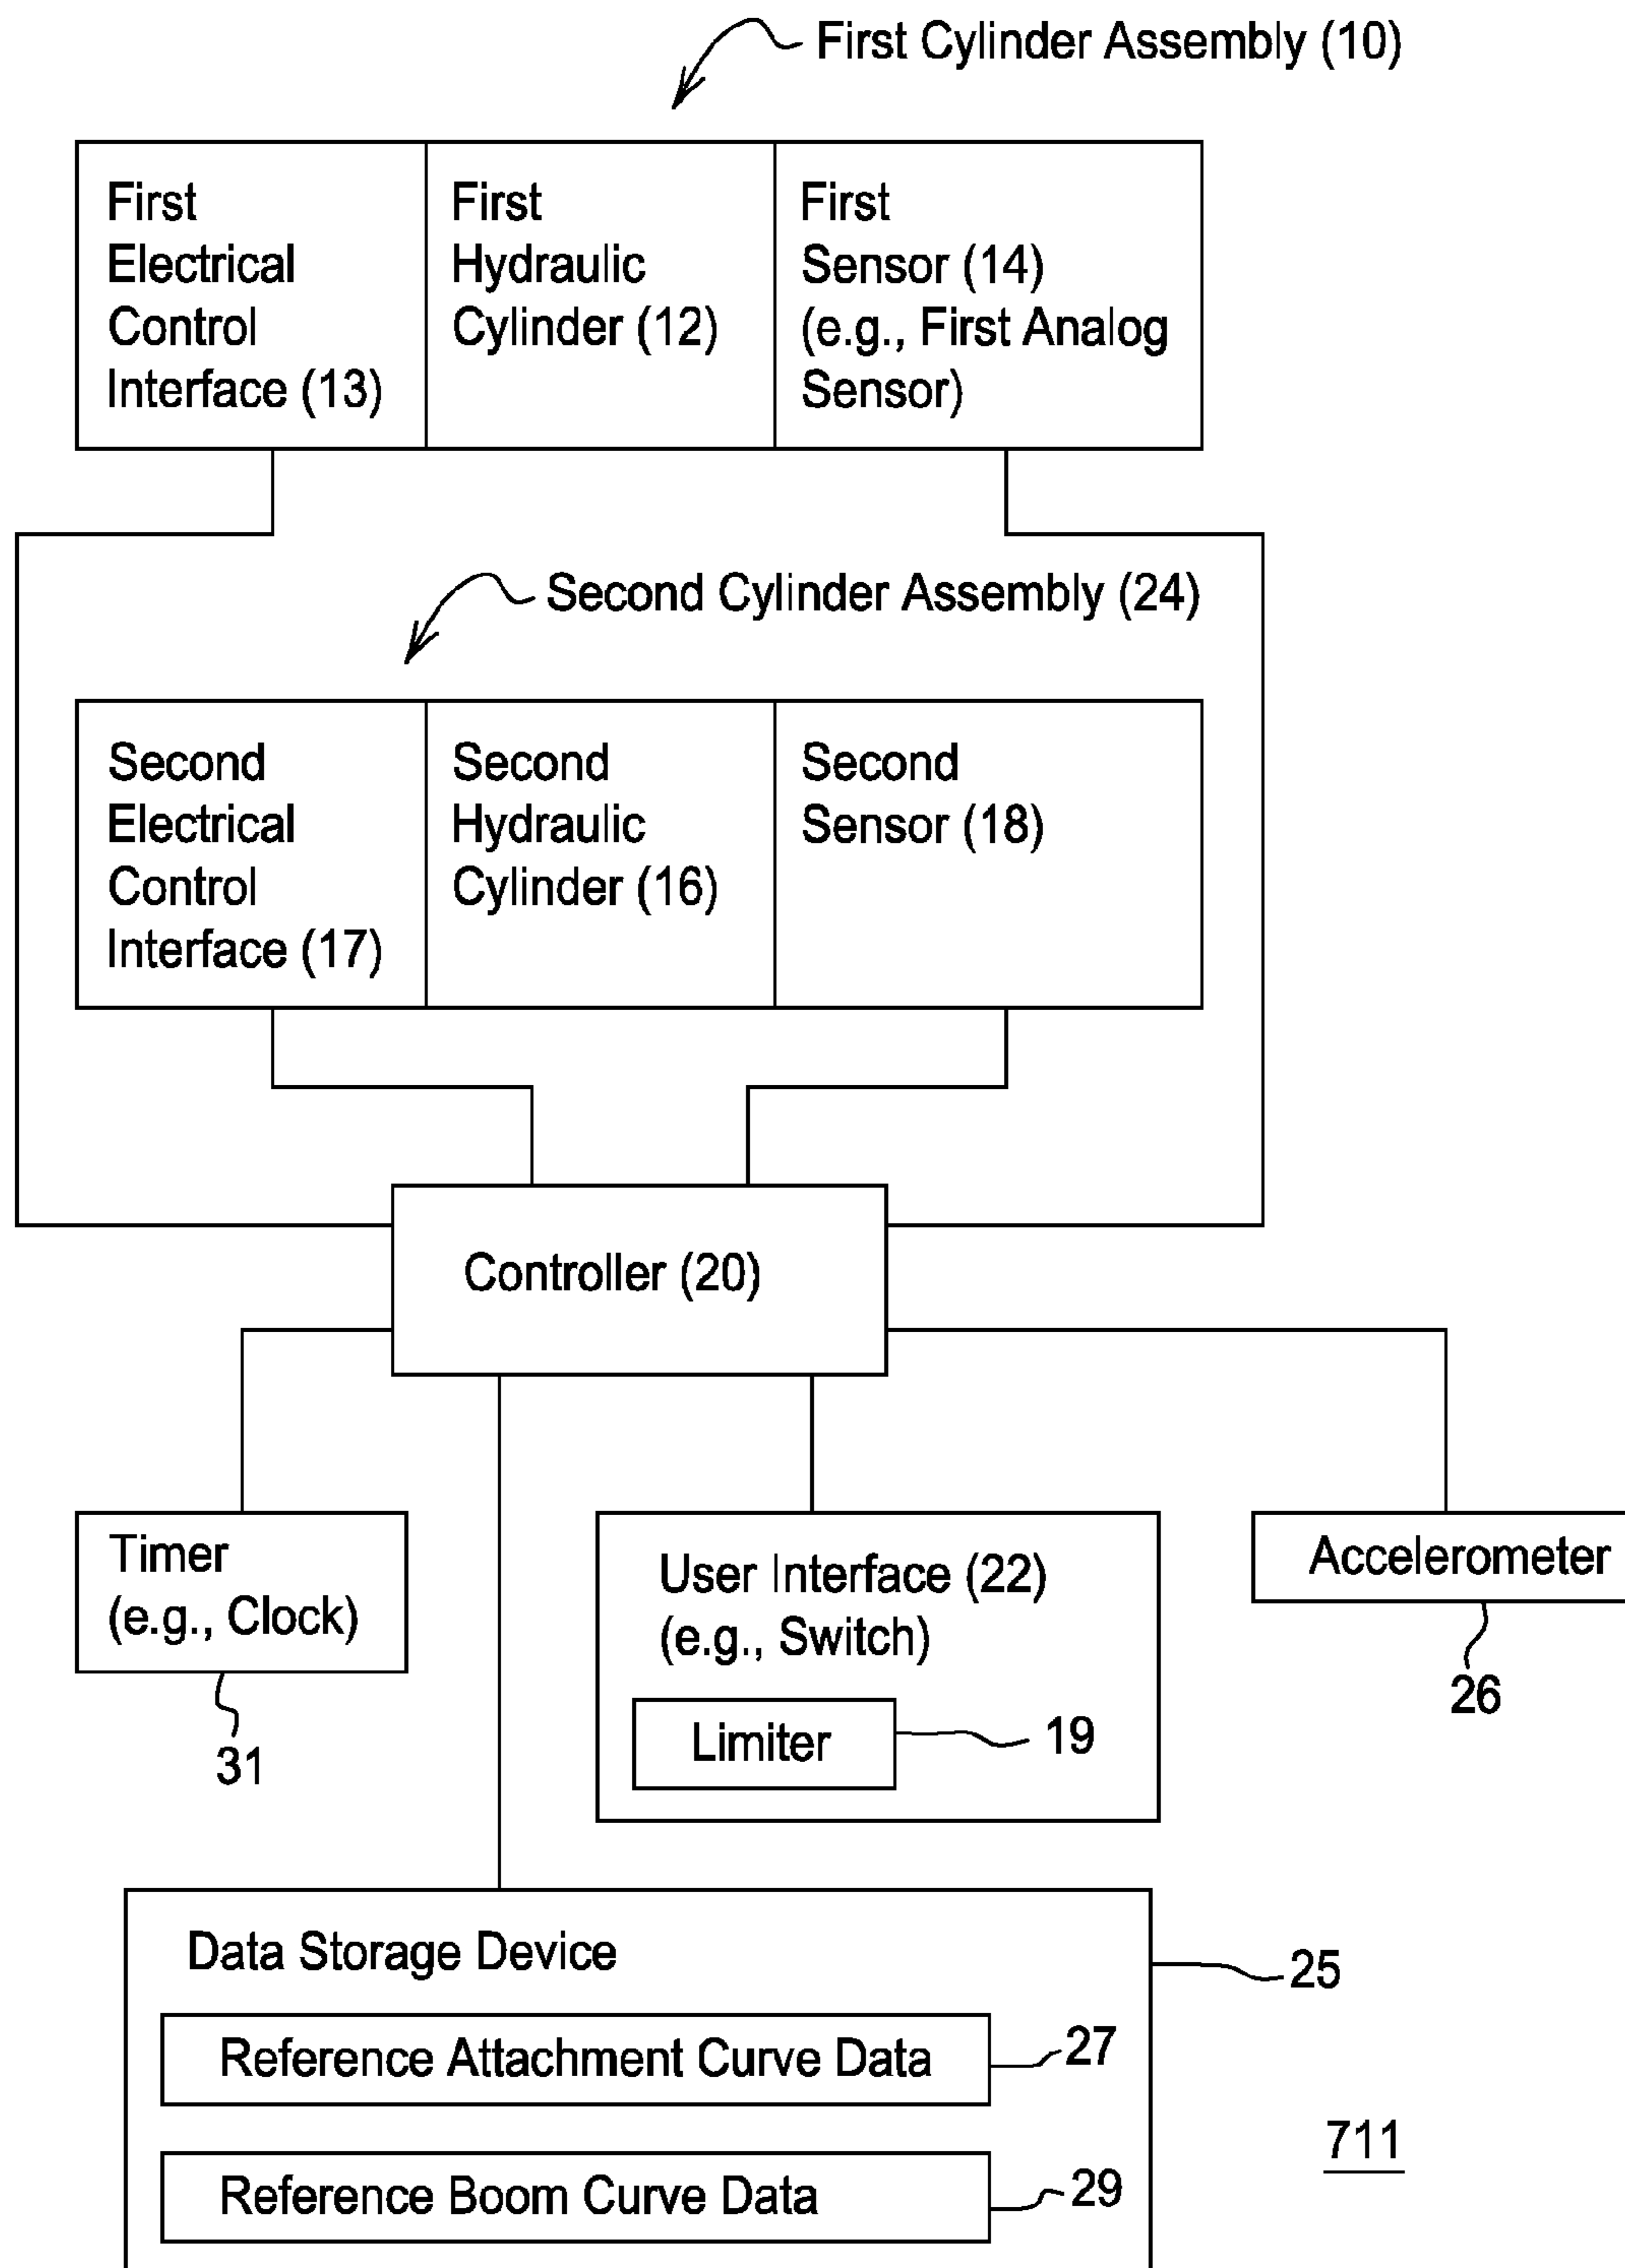 First Cylinder Assembly (10)
First
Electrical
Control
Interface (13)
First
Hydraulic
Cylinder (12)
First
Sensor (14)
(e.g., First Analog
Sensor)
Second Cylinder Assembly (24)
Second
Electrical
Control
Interface (17)
Second
Hydraulic
Cylinder (16)
Second
Sensor (18)
Controller (20)
Timer
(e.g., Clock)
31
User Interface (22)
(e.g., Switch)
Limiter
19
Accelerometer
26
Data Storage Device
25
Reference Attachment Curve Data
27
Reference Boom Curve Data
29
711